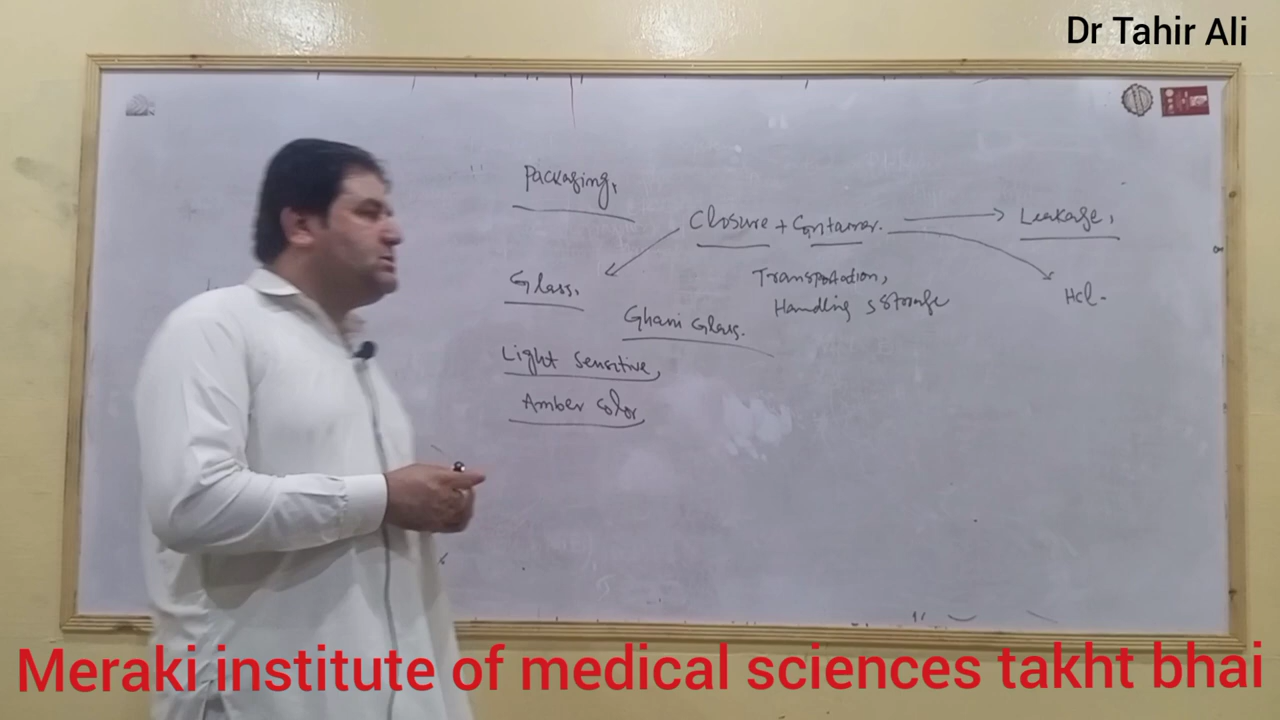 Dr Tahir Ali
Packaging,
Closure + Container. → Leakage,
Glass,
Transportation,
Handling & Storage
Hcl.
Ghani Glass.
Light Sensitive,
Amber Color,
Meraki institute of medical sciences takht bhai